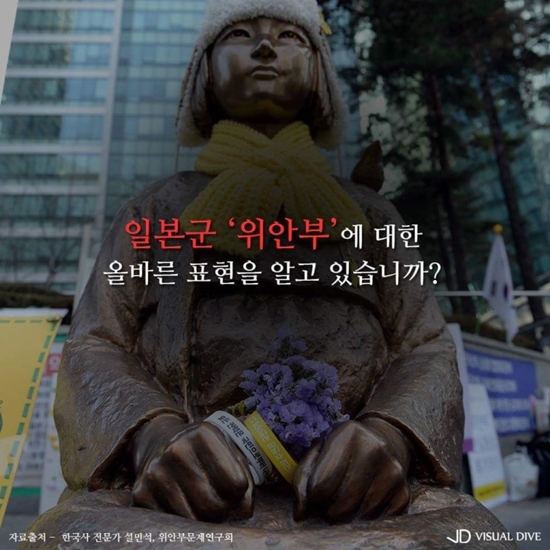 일본군 ‘위안부’에 대한
올바른 표현을 알고 있습니까?
자료출처 - 한국사 전문가 설민석, 위안부문제연구회
VISUAL DIVE